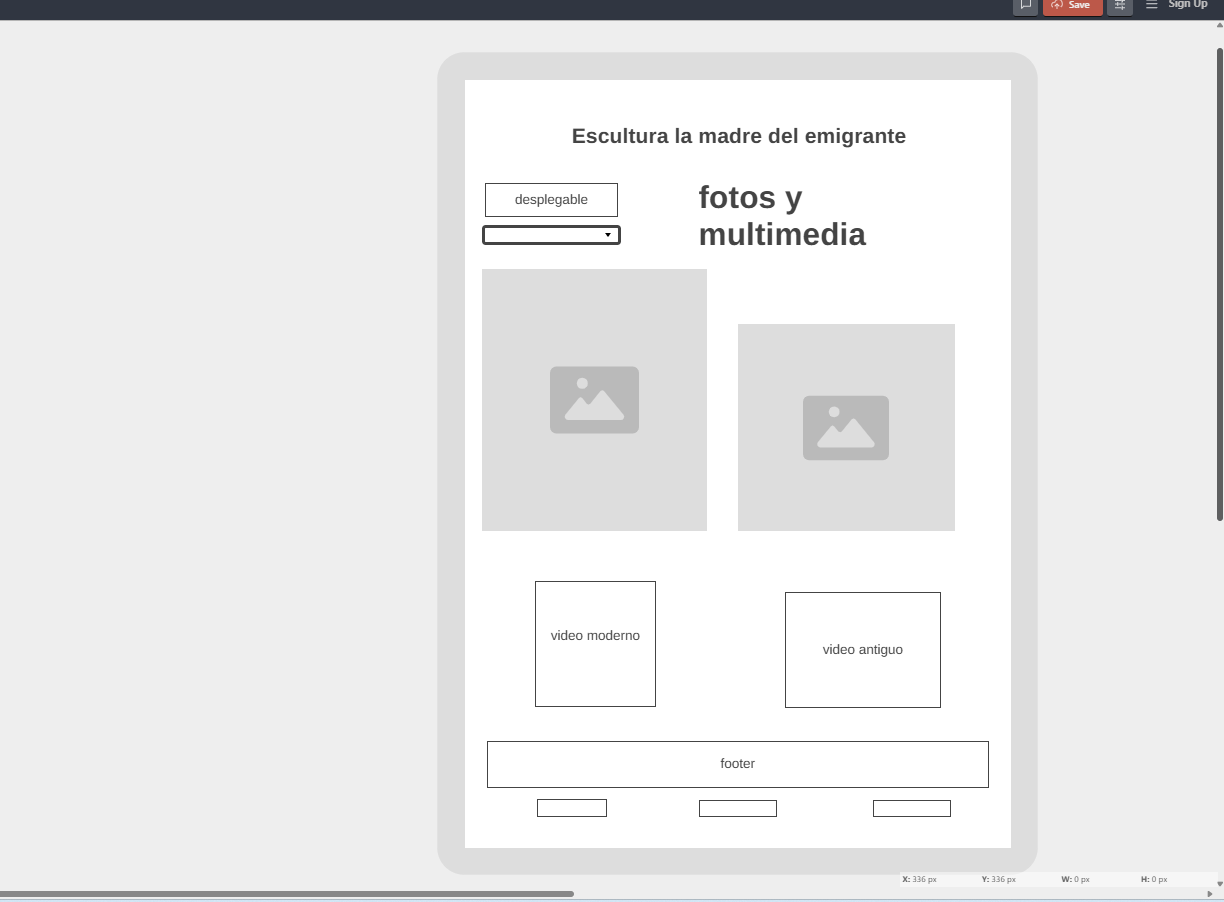 Save
Sign Up
Escultura la madre del emigrante
desplegable
fotos y
multimedia
video moderno
video antiguo
footer
X: 336 px Y: 336 px W: 0 px H: 0 px